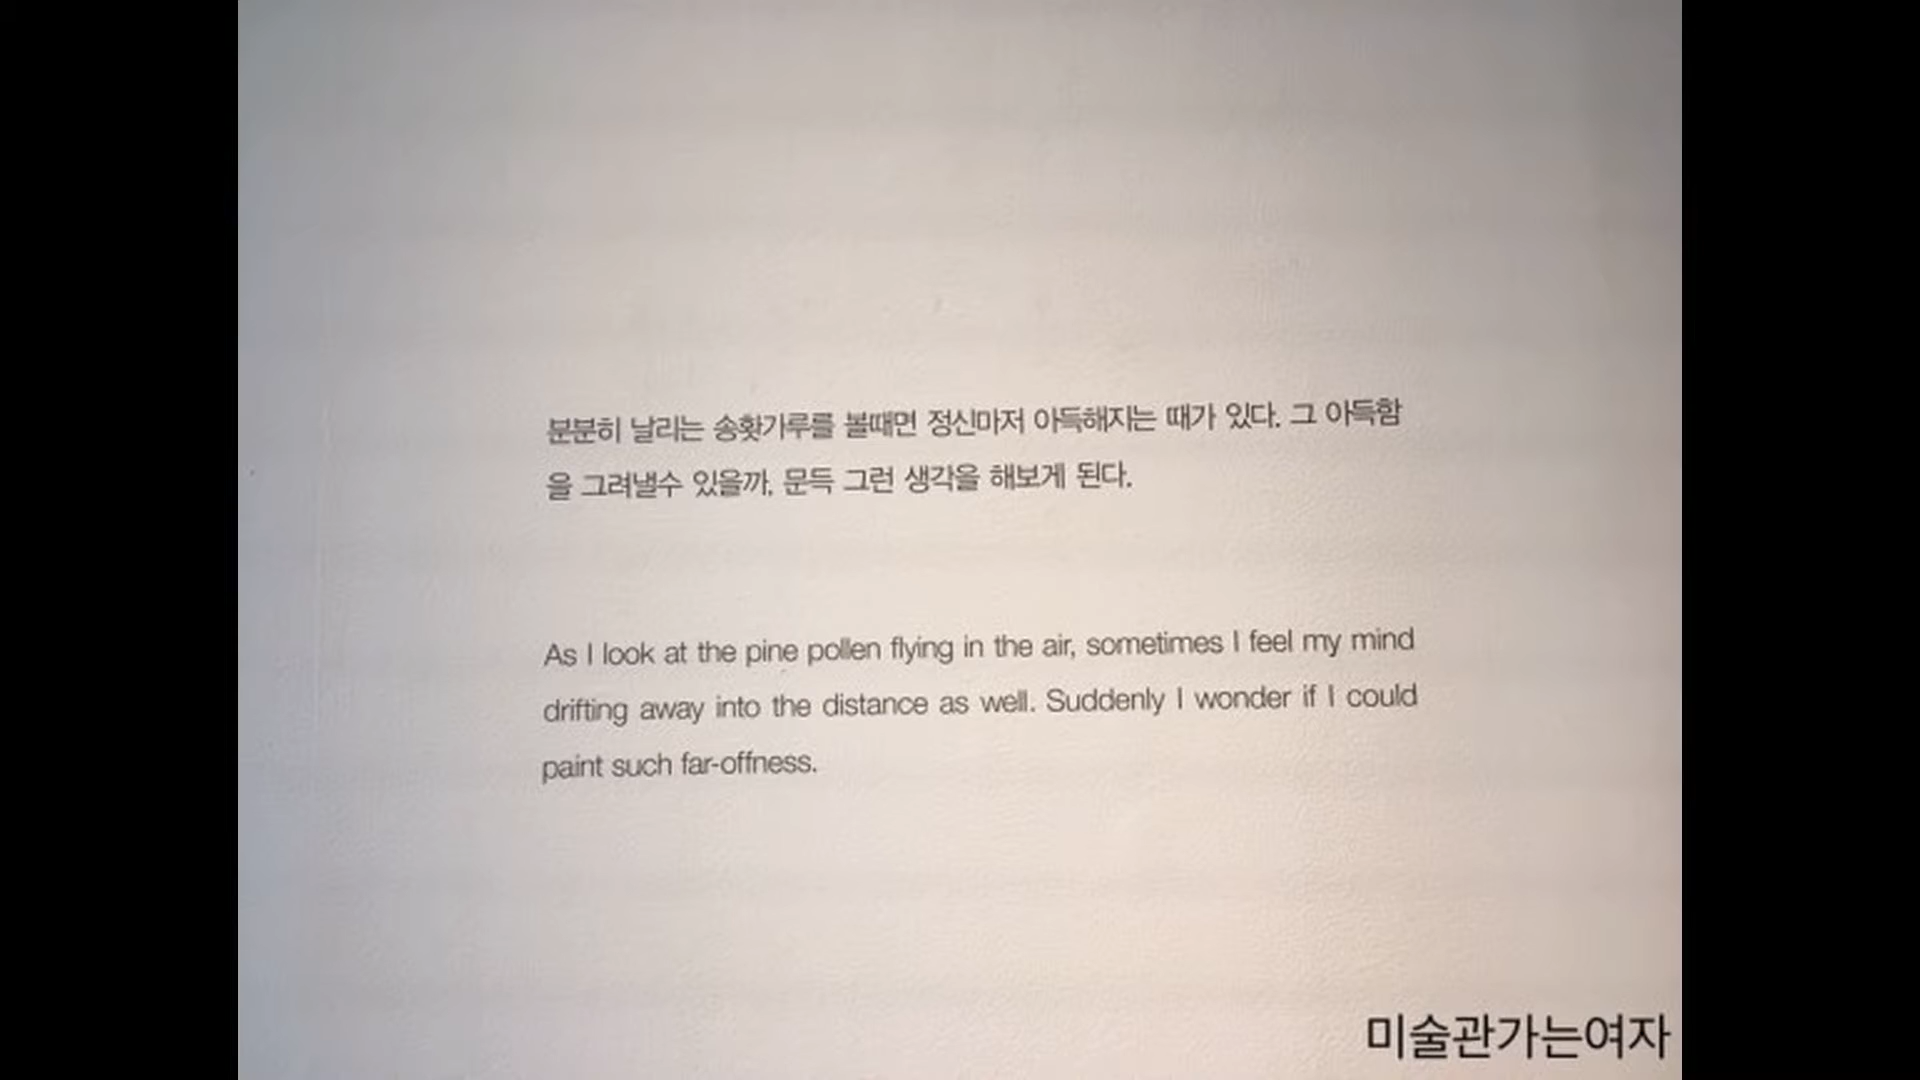 분분히 날리는 송홧가루를 볼때면 정신마저 아득해지는 때가 있다. 그 아득함
을 그려낼수 있을까. 문득 그런 생각을 해보게 된다.
As I look at the pine pollen flying in the air, sometimes I feel my mind
drifting away into the distance as well. Suddenly I wonder if I could
paint such far-offness.
미술관가는여자